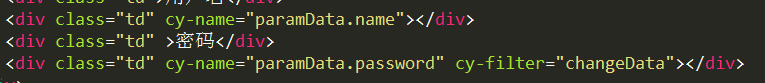 <div class="td" cy-name="paramData.name"></div>
<div class="td" >密码</div>
<div class="td" cy-name="paramData.password" cy-filter="changeData"></div>